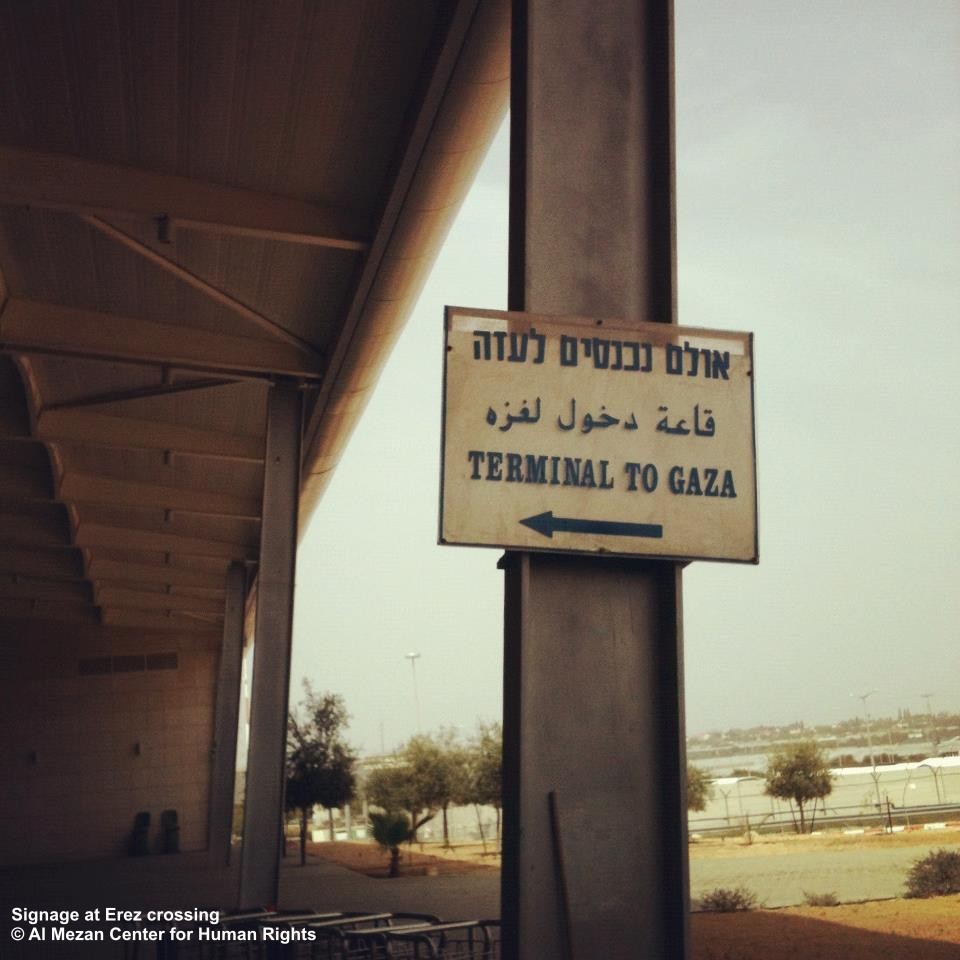 אולם נכנסים לעזה
قاعة دخول لغزه
TERMINAL TO GAZA
Signage at Erez crossing
© Al Mezan Center for Human Rights